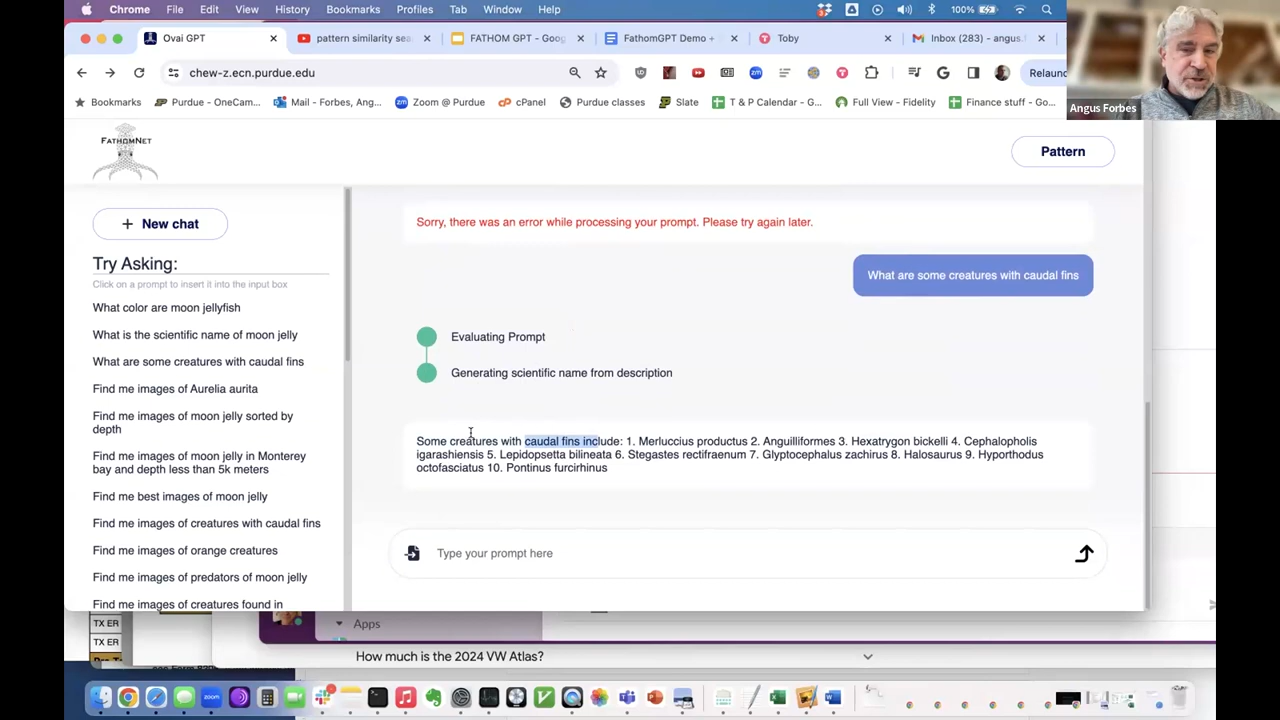 Chrome File Edit View History Bookmarks Profiles Tab Window Help 100%
Ovai GPT pattern similarity sea FATHOM GPT - Goog FathomGPT Demo + Toby Inbox (283) - angus.f
chew-z.ecn.purdue.edu Relaunc
Bookmarks Purdue - OneCam... Mail - Forbes, Ang... Zoom @ Purdue cPanel Purdue classes Slate T & P Calendar - G... Full View - Fidelity Finance stuff - Go...
Angus Forbes
FATHOMNET
Pattern
+ New chat
Try Asking:
Click on a prompt to insert it into the input box
What color are moon jellyfish
What is the scientific name of moon jelly
What are some creatures with caudal fins
Find me images of Aurelia aurita
Find me images of moon jelly sorted by
depth
Find me images of moon jelly in Monterey
bay and depth less than 5k meters
Find me best images of moon jelly
Find me images of creatures with caudal fins
Find me images of orange creatures
Find me images of predators of moon jelly
Find me images of creatures found in
Sorry, there was an error while processing your prompt. Please try again later.
What are some creatures with caudal fins
Evaluating Prompt
Generating scientific name from description
Some creatures with caudal fins include: 1. Merluccius productus 2. Anguilliformes 3. Hexatrygon bickelli 4. Cephalopholis
igarashiensis 5. Lepidopsetta bilineata 6. Stegastes rectifraenum 7. Glyptocephalus zachirus 8. Halosaurus 9. Hyporthodus
octofasciatus 10. Pontinus furcirhinus
Type your prompt here
TX ER
TX ER
Apps
How much is the 2024 VW Atlas?
zoom